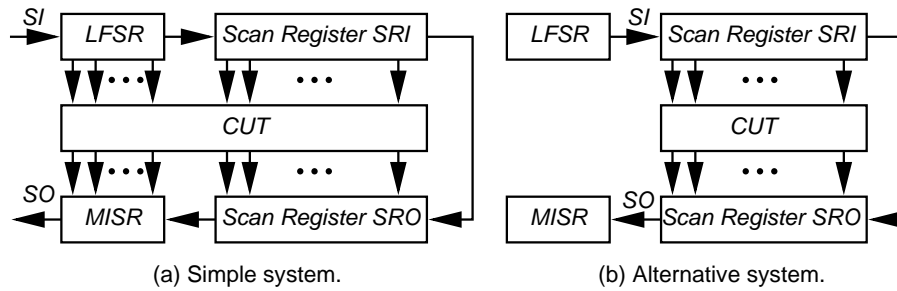 SI
LFSR
Scan Register SRI
CUT
SO
MISR
Scan Register SRO
(a) Simple system.
LFSR
SI
Scan Register SRI
CUT
MISR
SO
Scan Register SRO
(b) Alternative system.